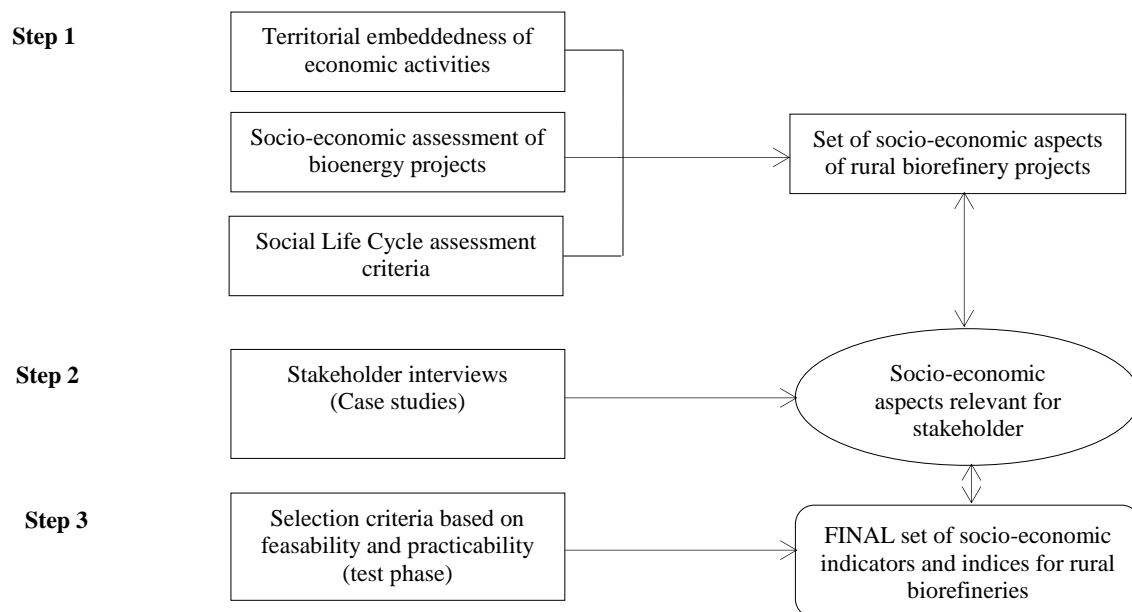 Step 1
Territorial embeddedness of
economic activities
Socio-economic assessment of
bioenergy projects
Social Life Cycle assessment
criteria
Set of socio-economic aspects
of rural biorefinery projects
Step 2
Stakeholder interviews
(Case studies)
Socio-economic
aspects relevant for
stakeholder
Step 3
Selection criteria based on
feasability and practicability
(test phase)
FINAL set of socio-economic
indicators and indices for rural
biorefineries